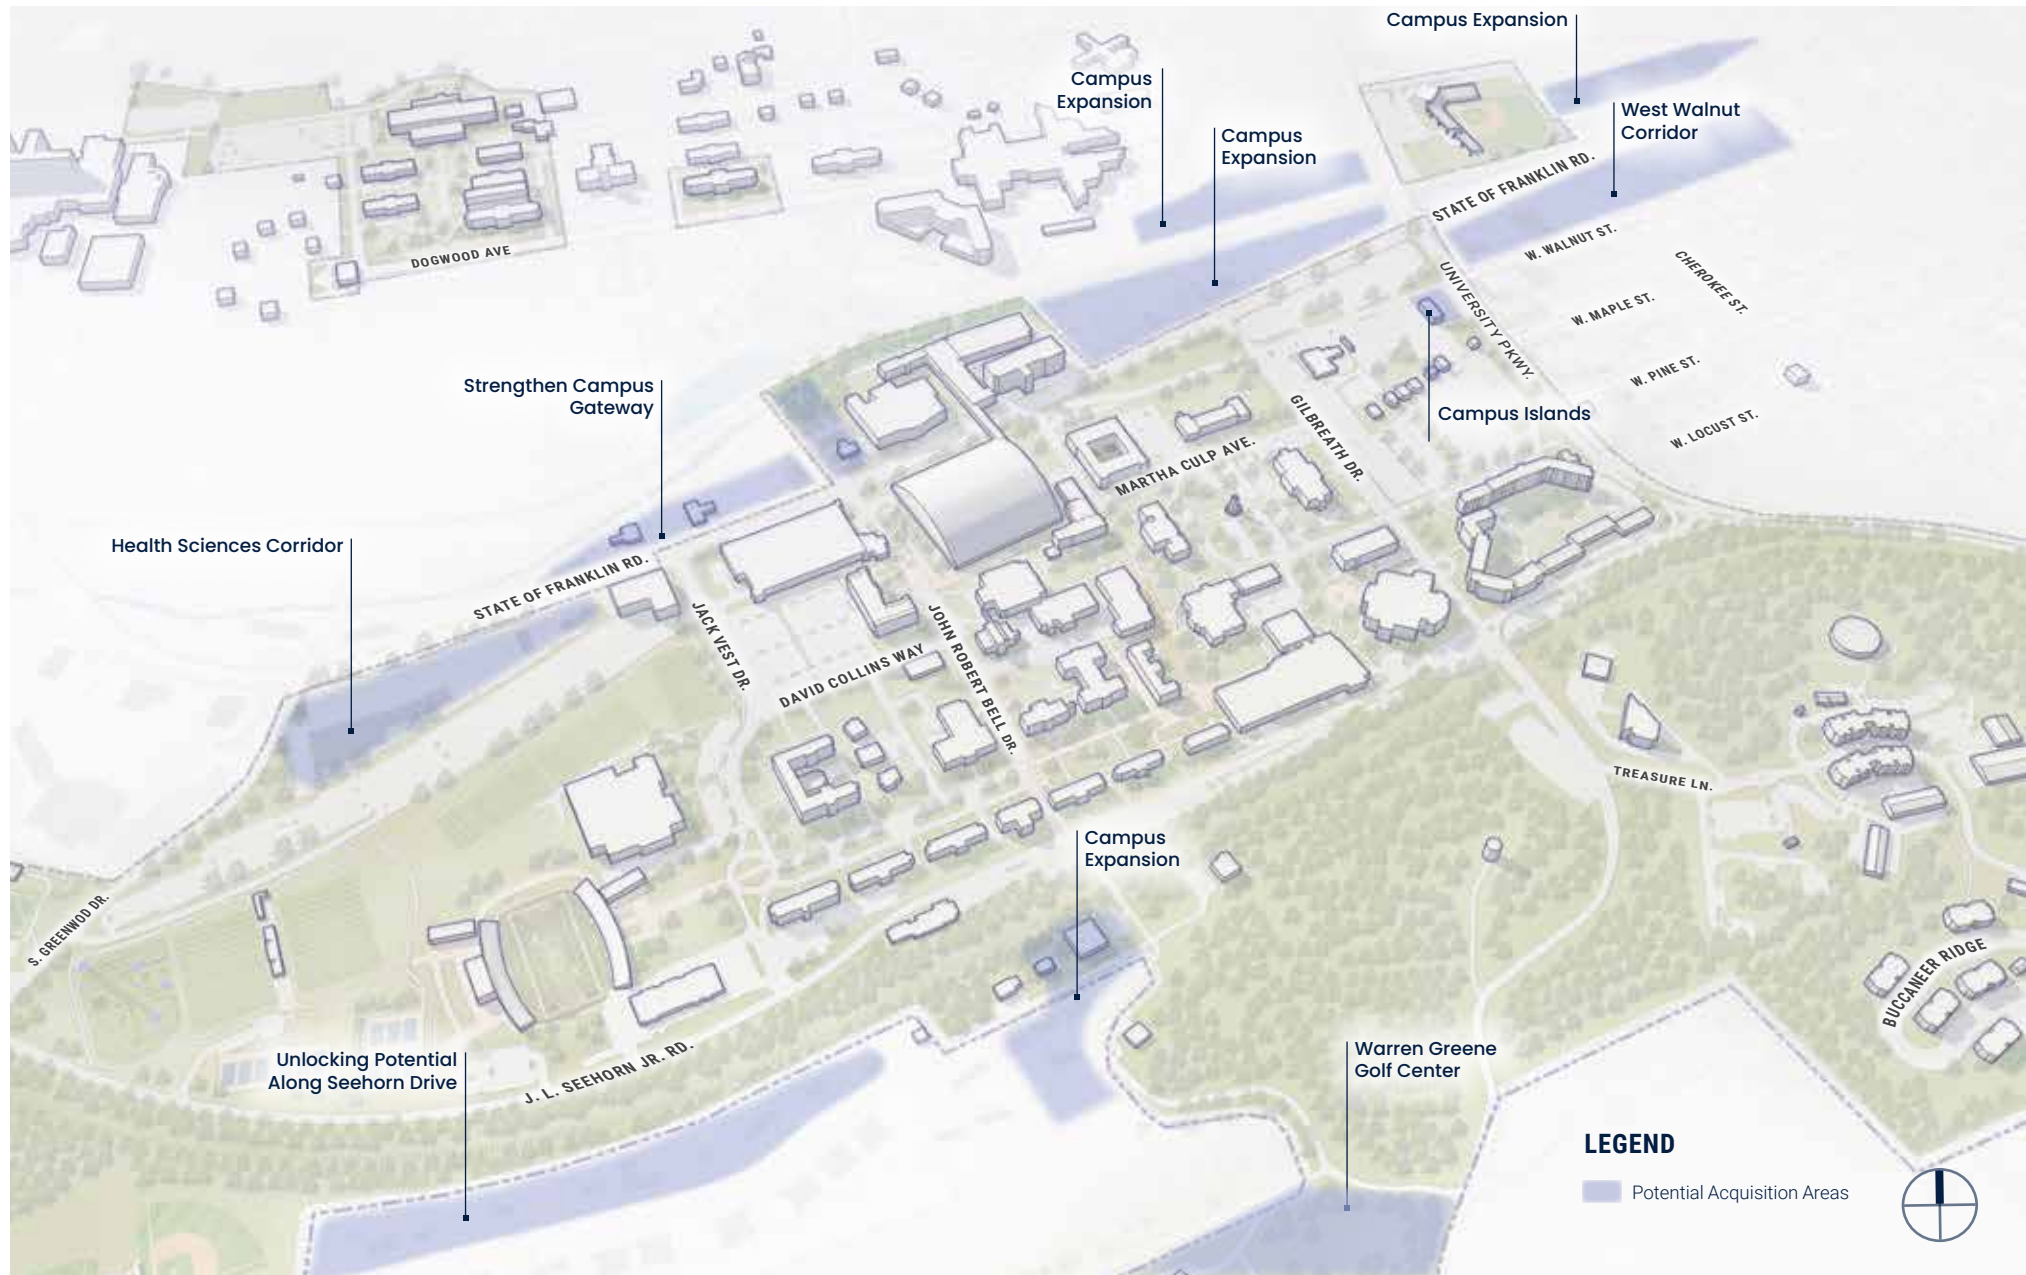 Campus Expansion
Campus
Expansion
West Walnut
Corridor
Campus
Expansion
STATE OF FRANKLIN RD.
W. WALNUT ST.
DOGWOOD AVE
CHEROKEE ST.
UNIVERSITY PKWY.
W. MAPLE ST.
W. PINE ST.
Strengthen Campus
Gateway
Campus Islands
GILBREATH DR.
W. LOCUST ST.
MARTHA CULP AVE.
Health Sciences Corridor
STATE OF FRANKLIN RD.
JACK VEST DR.
JOHN ROBERT BELL DR.
DAVID COLLINS WAY
TREASURE LN.
Campus
Expansion
S. GREENWOD DR.
BUCCANEER RIDGE
Unlocking Potential
Along Seehorn Drive
J. L. SEEHORN JR. RD.
Warren Greene
Golf Center
LEGEND
Potential Acquisition Areas